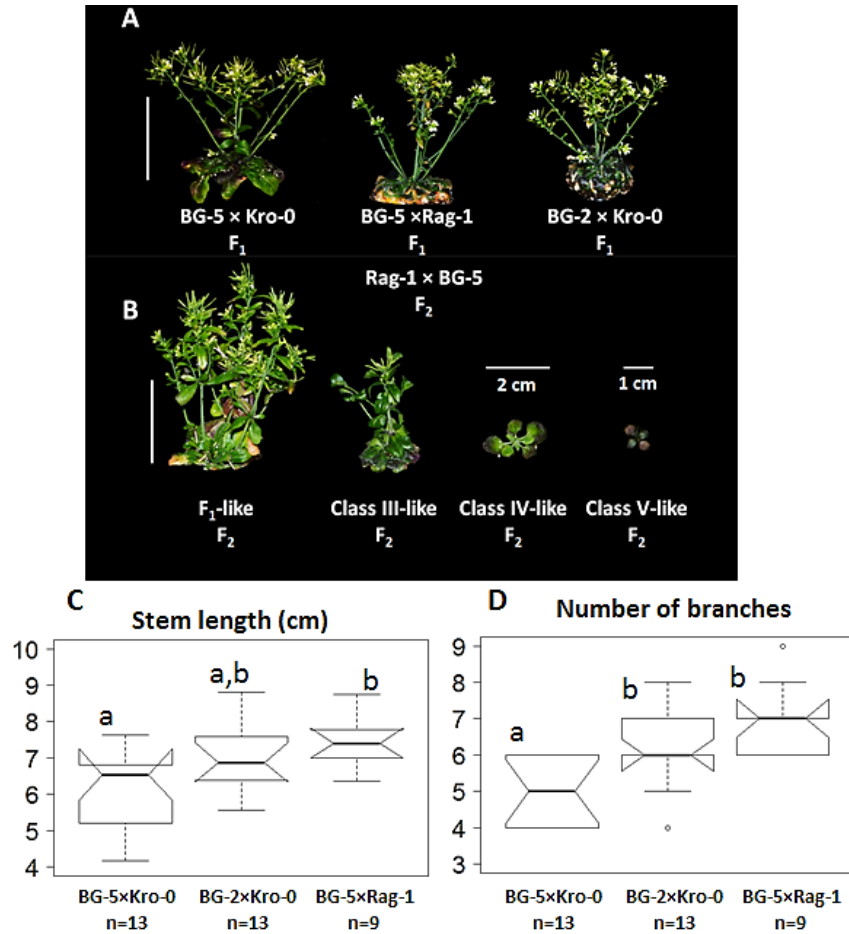 A
BG-5 × Kro-0
F1
BG-5 ×Rag-1
F1
BG-2 × Kro-0
F1
Rag-1 × BG-5
F2
B
2 cm
1 cm
F1-like
F2
Class III-like
F2
Class IV-like
F2
Class V-like
F2
C
Stem length (cm)
10
9
8
7
6
5
4
a
a,b
b
BG-5×Kro-0
n=13
BG-2×Kro-0
n=13
BG-5×Rag-1
n=9
D
Number of branches
9
8
7
6
5
4
3
a
b
b
BG-5×Kro-0
n=13
BG-2×Kro-0
n=13
BG-5×Rag-1
n=9